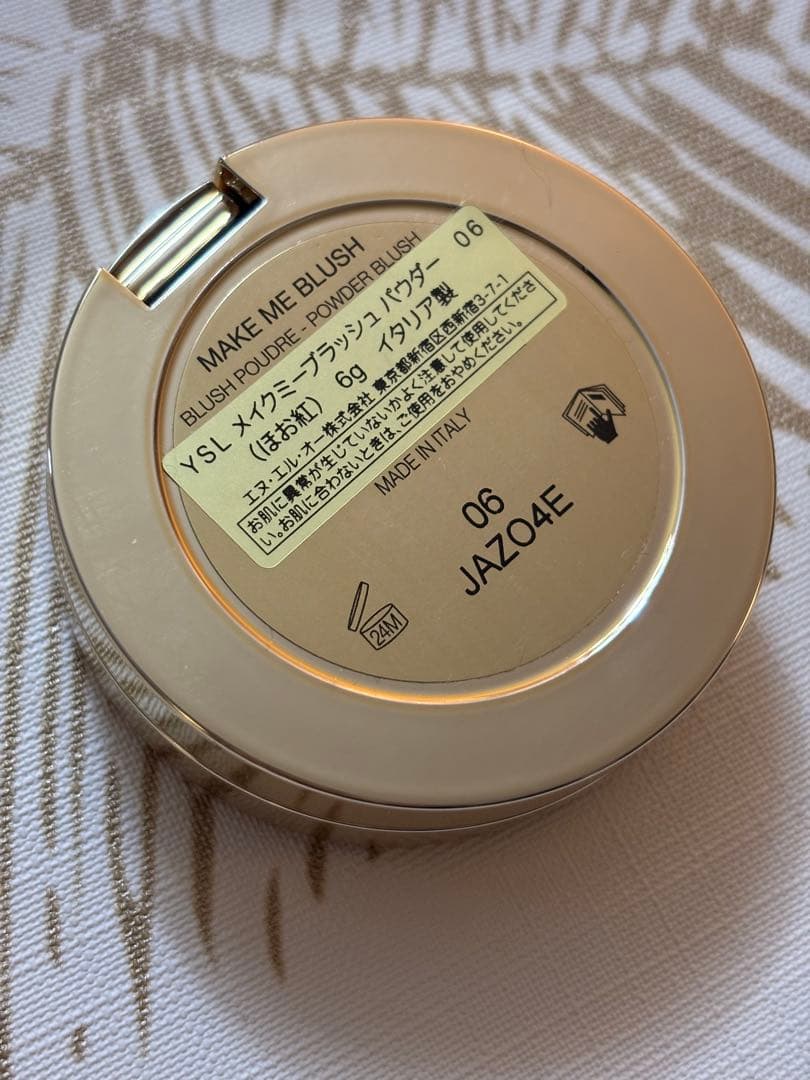 MAKE ME BLUSH
BLUSH POUDRE - POWDER BLUSH
YSL メイクミーブラッシュ パウダー 06
(ほお紅) 6g イタリア製
エヌ・エル・オー株式会社 東京都新宿区西新宿3-7-1
お肌に異常が生じていないかよく注意して使用してくださ
い。お肌に合わないときは、ご使用をおやめください。
MADE IN ITALY
06
JAZO4E
24M